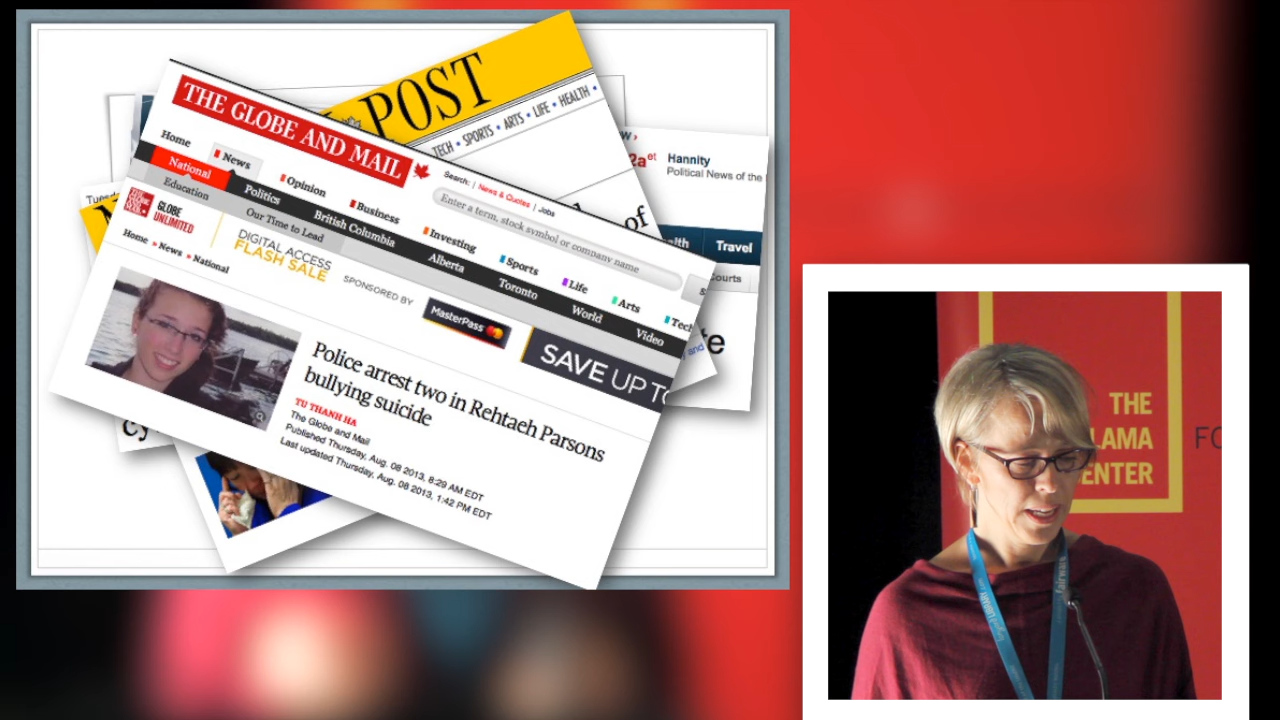 POST
TECH • SPORTS • ARTS • LIFE • HEALTH •
THE GLOBE AND MAIL
Home
News
Opinion
Business
Investing
Sports
Life
Arts
Tech
Search: | News & Quotes | Jobs
Enter a term, stock symbol or company name
National
Politics
British Columbia
Alberta
Toronto
World
Video
Education
Our Time to Lead
GLOBE
UNLIMITED
DIGITAL ACCESS
FLASH SALE
SPONSORED BY
MasterPass
SAVE UP TO
Home » News » National
Police arrest two in Rehtaeh Parsons
bullying suicide
TU THANH HA
The Globe and Mail
Published Thursday, Aug. 08 2013, 8:29 AM EDT
Last updated Thursday, Aug. 08 2013, 1:42 PM EDT
of
Hannity
Political News of the
Travel
and
THE
LAMA
ENTER
FO